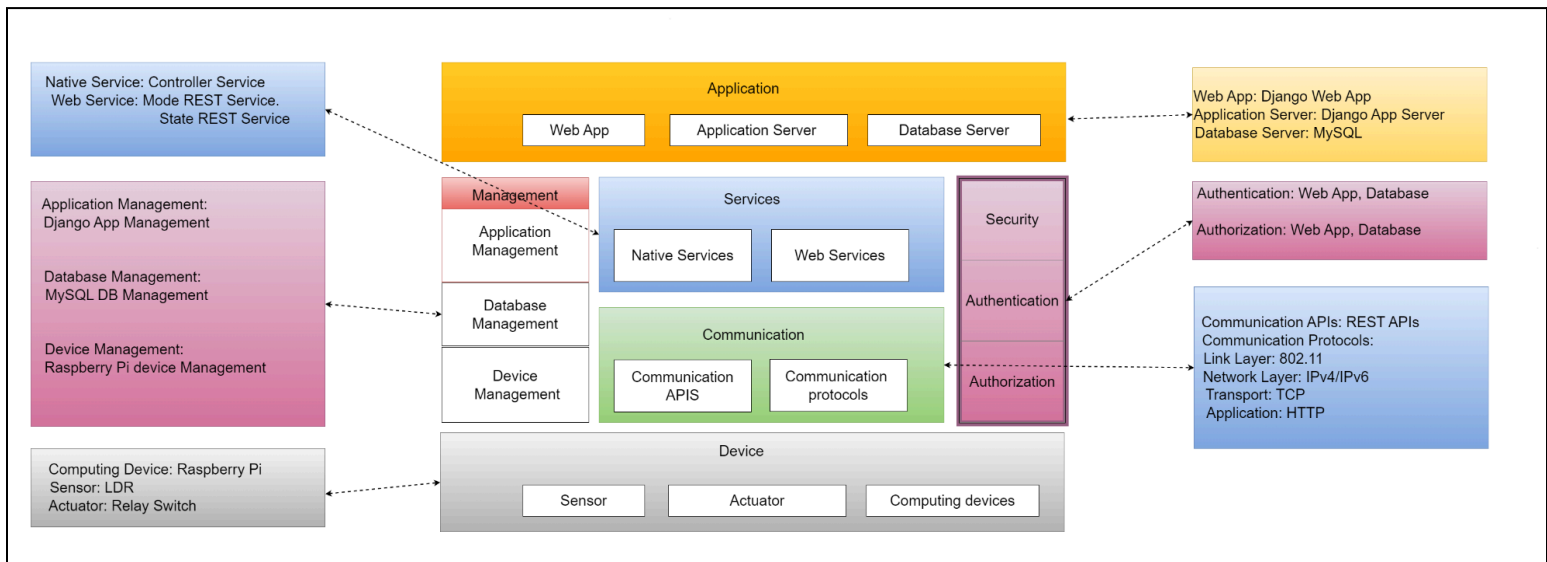 Native Service: Controller Service
Web Service: Mode REST Service.
State REST Service
Application Management:
Django App Management
Database Management:
MySQL DB Management
Device Management:
Raspberry Pi device Management
Computing Device: Raspberry Pi
Sensor: LDR
Actuator: Relay Switch
Application
Web App
Application Server
Database Server
Management
Application
Management
Database
Management
Device
Management
Services
Native Services
Web Services
Communication
Communication
APIS
Communication
protocols
Security
Authentication
Authorization
Device
Sensor
Actuator
Computing devices
Web App: Django Web App
Application Server: Django App Server
Database Server: MySQL
Authentication: Web App, Database
Authorization: Web App, Database
Communication APIs: REST APIs
Communication Protocols:
Link Layer: 802.11
Network Layer: IPv4/IPv6
Transport: TCP
Application: HTTP